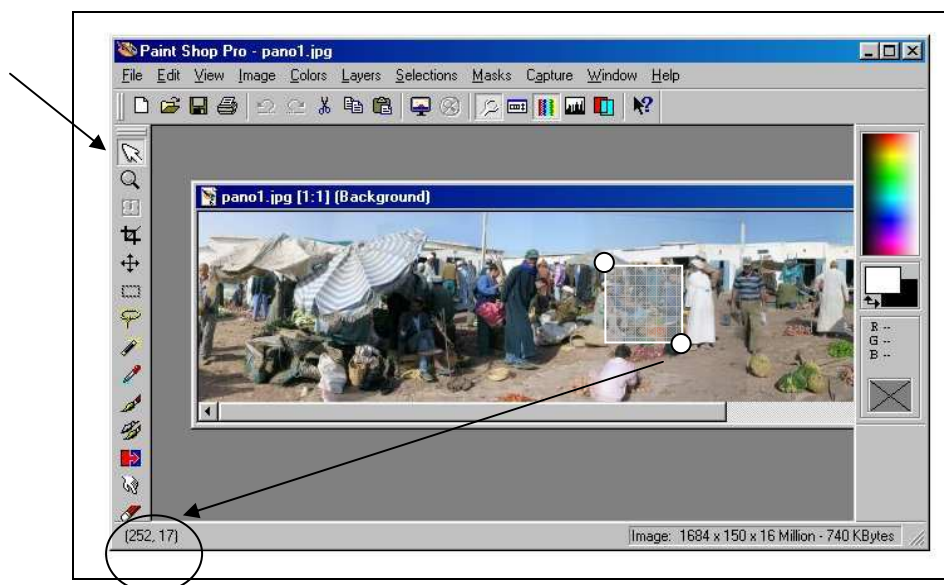 Paint Shop Pro - pano1.jpg
File Edit View Image Colors Layers Selections Masks Capture Window Help
pano1.jpg [1:1] (Background)
R --
G --
B --
(252, 17)
Image: 1684 x 150 x 16 Million - 740 KBytes